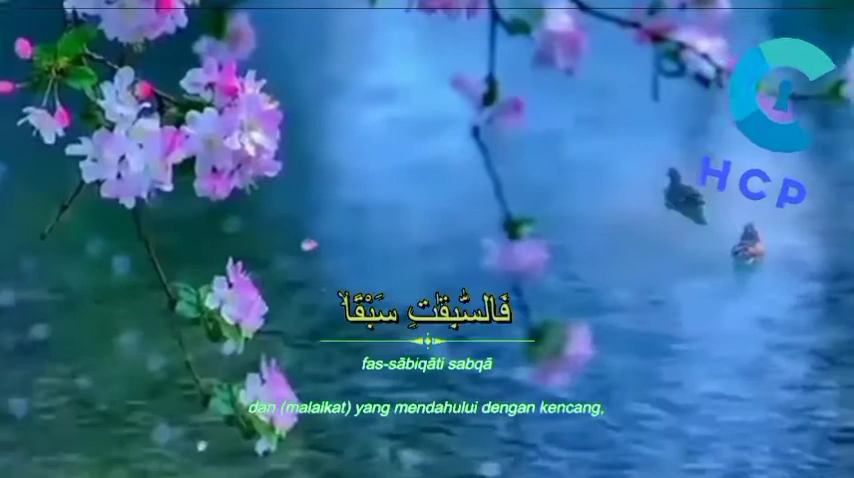 HCP
فَالسّٰبِقٰتِ سَبْقًاۙ
fas-sābiqāti sabqā
dan (malaikat) yang mendahului dengan kencang,